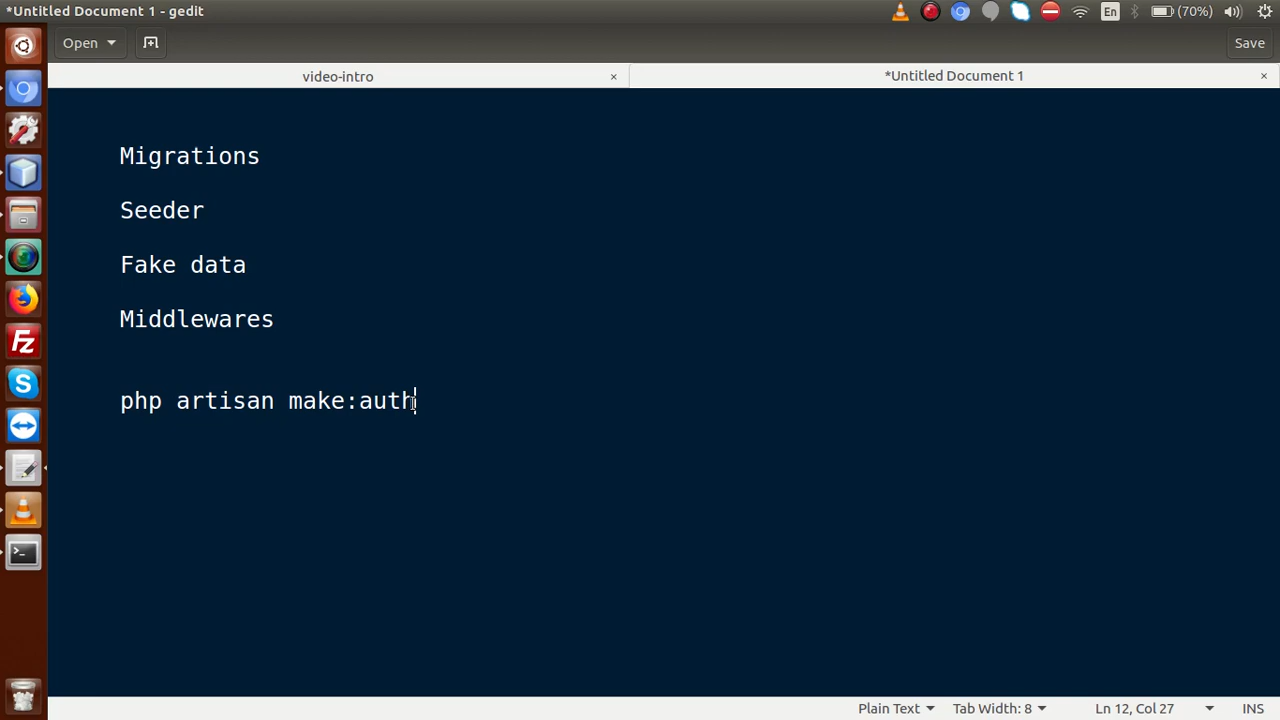 *Untitled Document 1 - gedit
En
(70%)
Open
Save
video-intro
×
*Untitled Document 1
×
Migrations
Seeder
Fake data
Middlewares
php artisan make:auth
Plain Text
Tab Width: 8
Ln 12, Col 27
INS